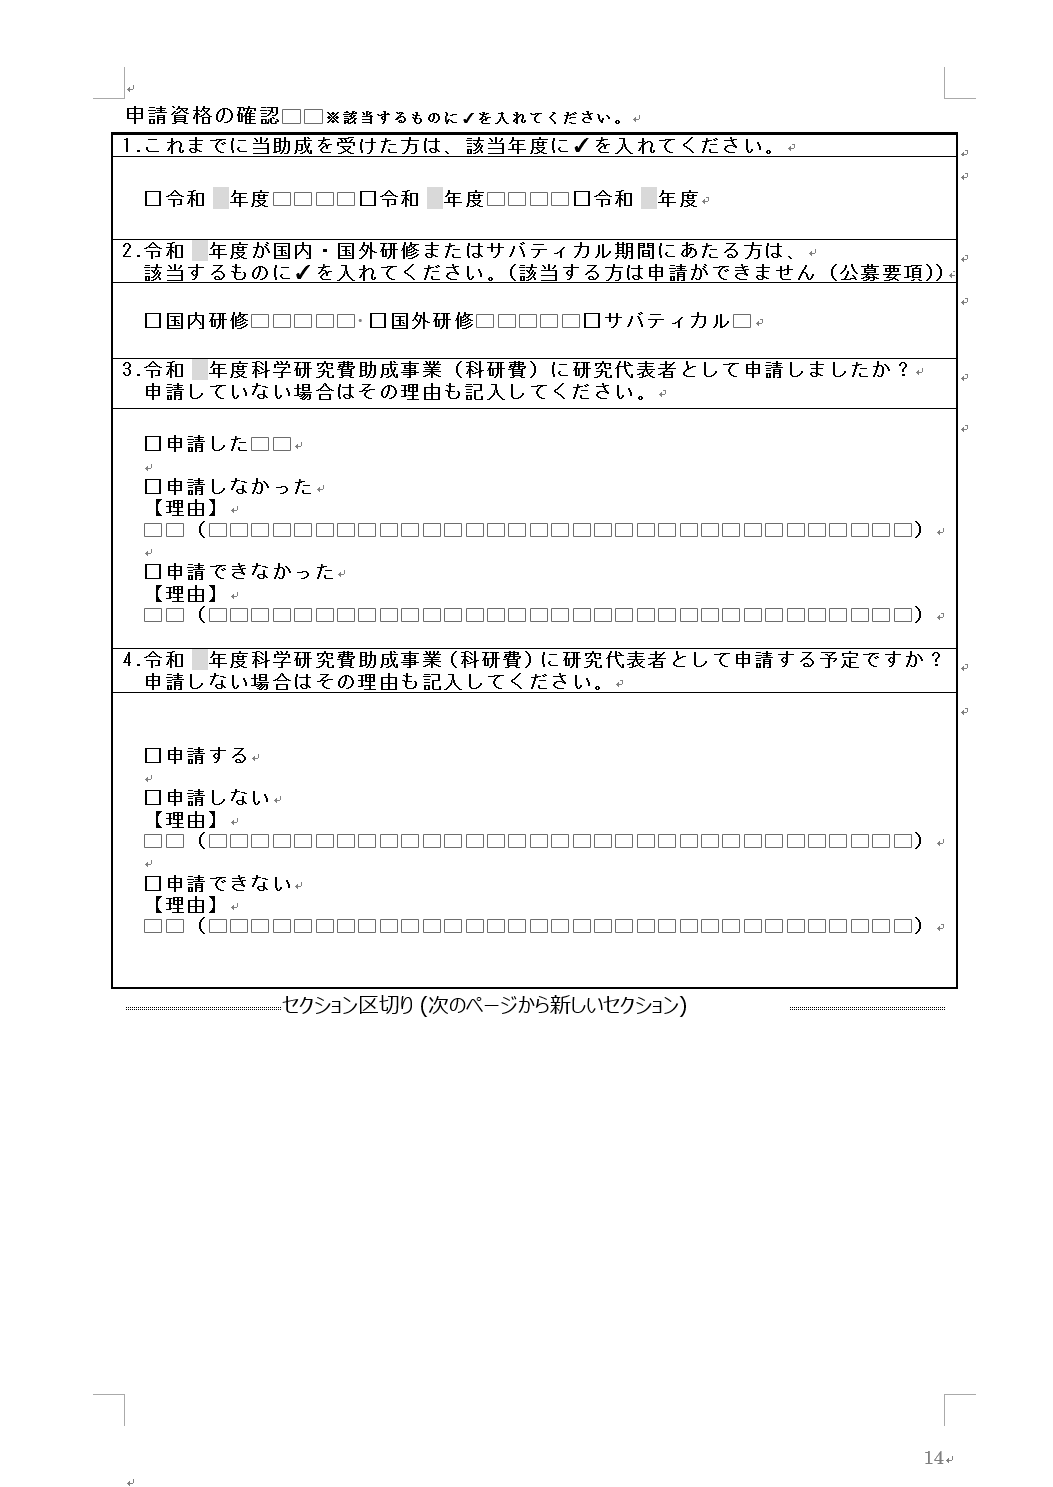 申請資格の確認　　※該当するものに✓を入れてください。
1.これまでに当助成を受けた方は、該当年度に✓を入れてください。
□令和　年度　　　　□令和　年度　　　　□令和　年度
2.令和　年度が国内・国外研修またはサバティカル期間にあたる方は、
該当するものに✓を入れてください。（該当する方は申請ができません（公募要項））
□国内研修　　　　　□国外研修　　　　　□サバティカル
3.令和　年度科学研究費助成事業（科研費）に研究代表者として申請しましたか？
申請していない場合はその理由も記入してください。
□申請した
□申請しなかった
【理由】
（　　　　　　　　　　　　　　　　　　　　　　　　　　　　　　　　　）
□申請できなかった
【理由】
（　　　　　　　　　　　　　　　　　　　　　　　　　　　　　　　　　）
4.令和　年度科学研究費助成事業（科研費）に研究代表者として申請する予定ですか？
申請しない場合はその理由も記入してください。
□申請する
□申請しない
【理由】
（　　　　　　　　　　　　　　　　　　　　　　　　　　　　　　　　　）
□申請できない
【理由】
（　　　　　　　　　　　　　　　　　　　　　　　　　　　　　　　　　）
セクション区切り (次のページから新しいセクション)
14